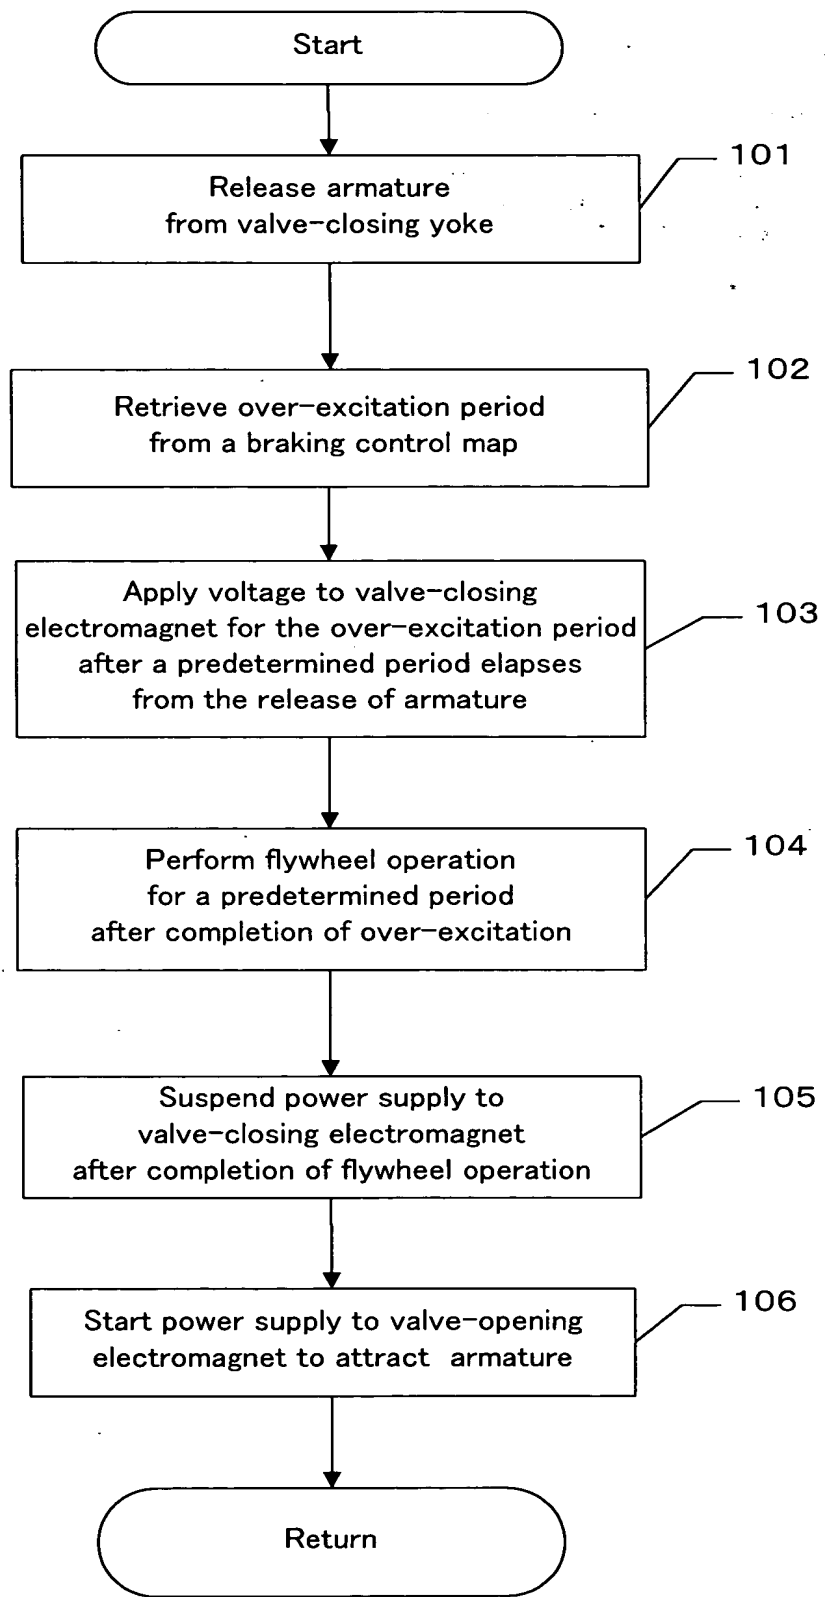 Start
Release armature
from valve-closing yoke
101
Retrieve over-excitation period
from a braking control map
102
Apply voltage to valve-closing
electromagnet for the over-excitation period
after a predetermined period elapses
from the release of armature
103
Perform flywheel operation
for a predetermined period
after completion of over-excitation
104
Suspend power supply to
valve-closing electromagnet
after completion of flywheel operation
105
Start power supply to valve-opening
electromagnet to attract armature
106
Return